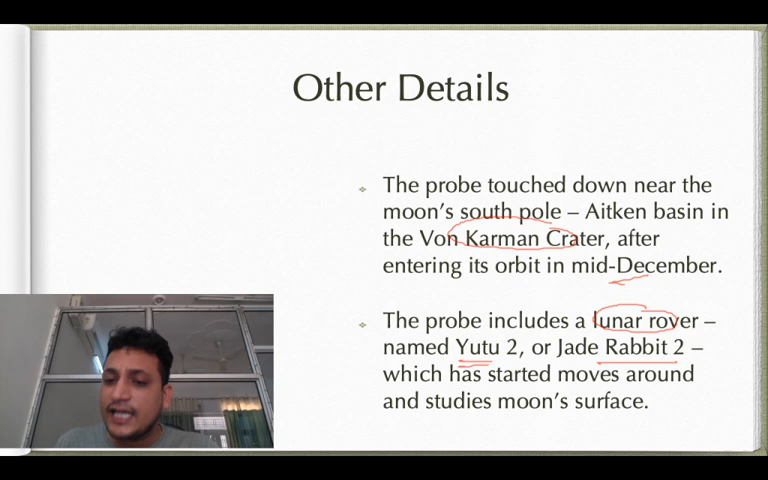 Other Details
The probe touched down near the
moon's south pole – Aitken basin in
the Von Karman Crater, after
entering its orbit in mid-December.
The probe includes a lunar rover –
named Yutu 2, or Jade Rabbit 2 –
which has started moves around
and studies moon's surface.